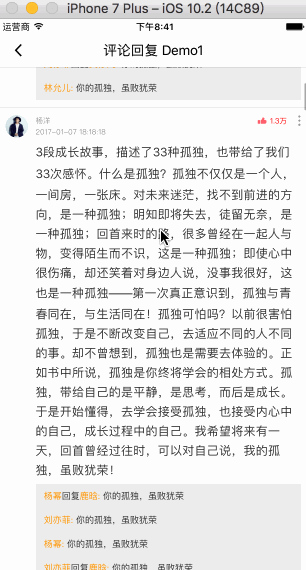 iPhone 7 Plus – iOS 10.2 (14C89)
运营商
下午8:41
评论回复 Demo1
林允儿: 你的孤独，虽败犹荣
杨洋
2017-01-07 18:18:18
1.3万
3段成长故事，描述了33种孤独，也带给了我们
33次感怀。什么是孤独？孤独不仅仅是一个人，
一间房，一张床。对未来迷茫，找不到前进的方
向，是一种孤独；明知即将失去，徒留无奈，是
一种孤独；回首来时的，很多曾经在一起人与
物，变得陌生而不识，这是一种孤独；即使心中
很伤痛，却还笑着对身边人说，没事我很好，这
也是一种孤独——第一次真正意识到，孤独与青
春同在，与生活同在！孤独可怕吗？以前很害怕
孤独，于是不断改变自己，去适应不同的人不同
的事。却不曾想到，孤独也是需要去体验的。正
如书中所说，孤独是你终将学会的相处方式。孤
独，带给自己的是平静，是思考，而后是成长。
于是开始懂得，去学会接受孤独，也接受内心中
的自己，成长过程中的自己。我希望将来有一
天，回首曾经过往时，可以对自己说，我的孤
独，虽败犹荣！
杨幂回复鹿晗: 你的孤独，虽败犹荣
刘亦菲: 你的孤独，虽败犹荣
杨幂: 你的孤独，虽败犹荣
刘亦菲回复鹿晗: 你的孤独，虽败犹荣